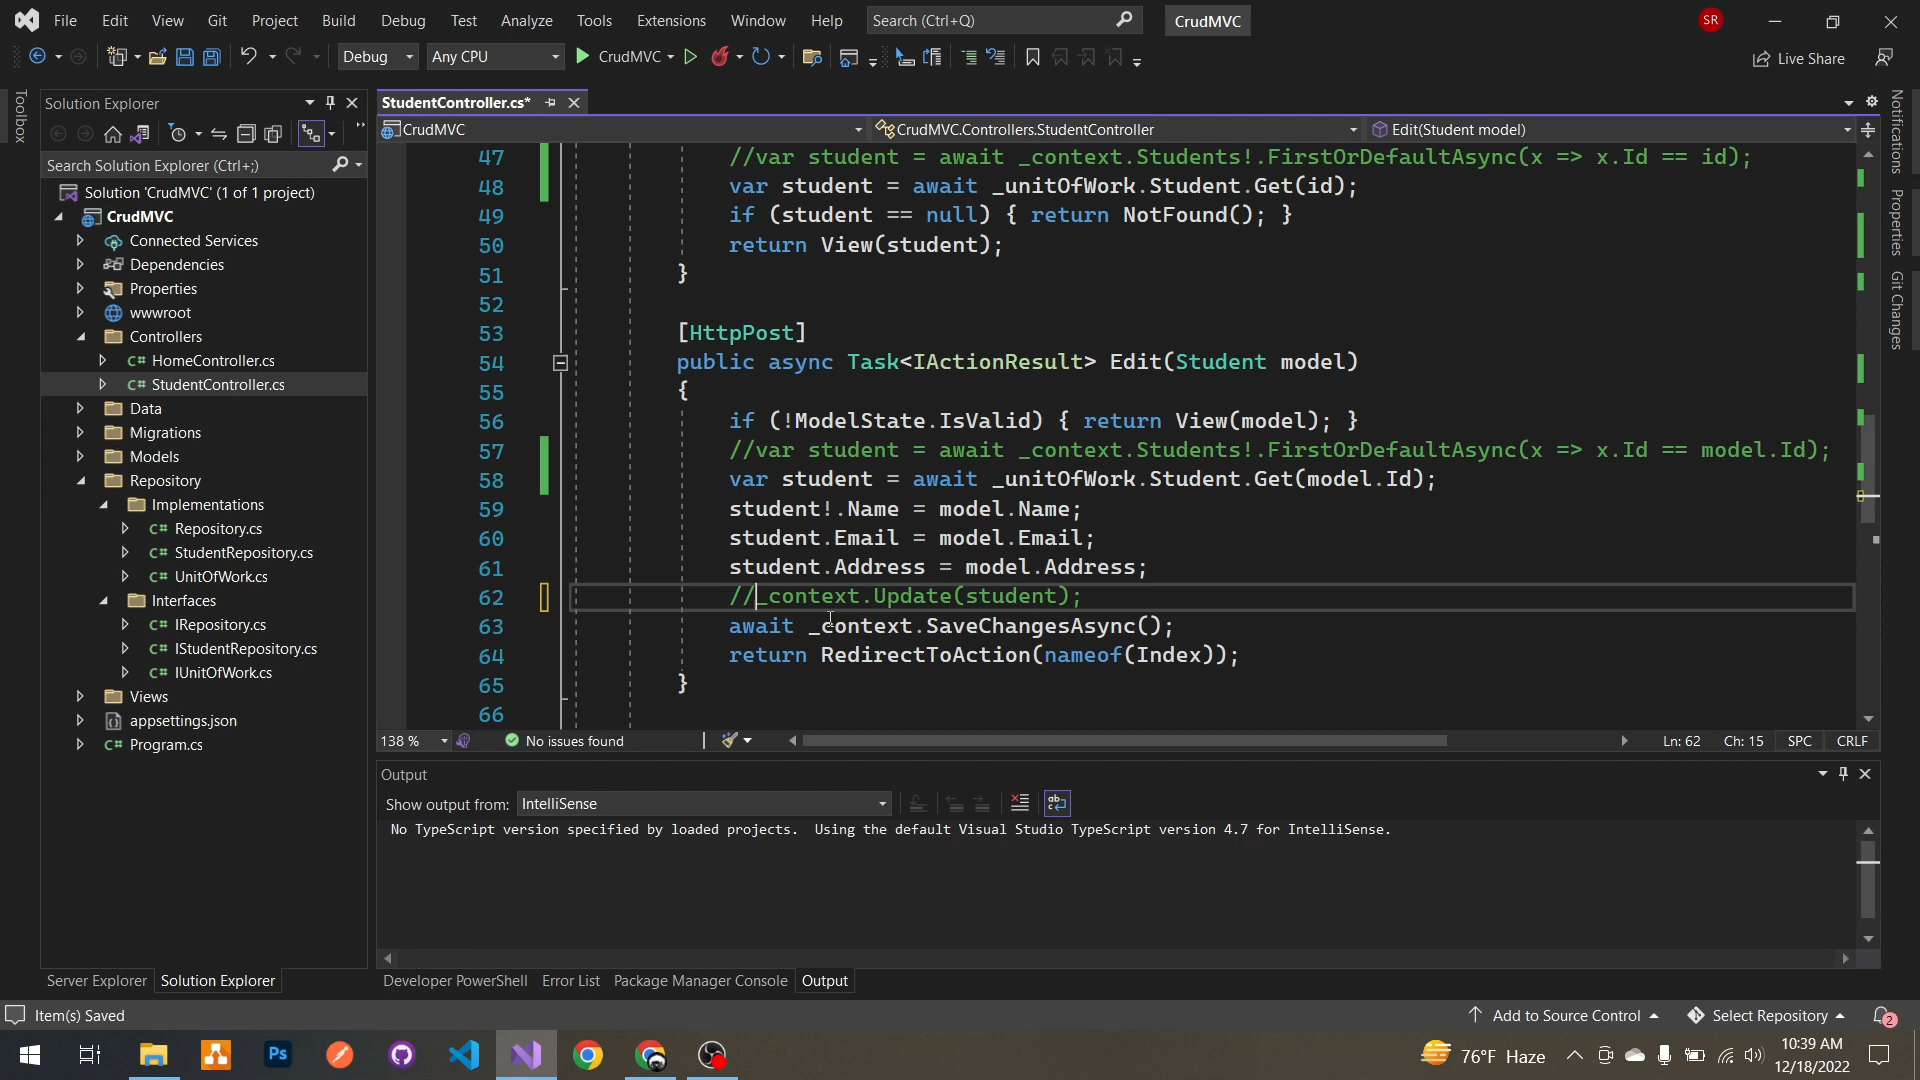 File Edit View Git Project Build Debug Test Analyze Tools Extensions Window Help Search (Ctrl+Q) CrudMVC SR
Debug Any CPU CrudMVC Live Share
Toolbox
Solution Explorer
Search Solution Explorer (Ctrl+;)
Solution 'CrudMVC' (1 of 1 project)
CrudMVC
Connected Services
Dependencies
Properties
wwwroot
Controllers
C# HomeController.cs
C# StudentController.cs
Data
Migrations
Models
Repository
Implementations
C# Repository.cs
C# StudentRepository.cs
C# UnitOfWork.cs
Interfaces
C# IRepository.cs
C# IStudentRepository.cs
C# IUnitOfWork.cs
Views
appsettings.json
C# Program.cs
Server Explorer Solution Explorer
StudentController.cs*
CrudMVC CrudMVC.Controllers.StudentController Edit(Student model)
47 //var student = await _context.Students!.FirstOrDefaultAsync(x => x.Id == id);
48 var student = await _unitOfWork.Student.Get(id);
49 if (student == null) { return NotFound(); }
50 return View(student);
51 }
52
53 [HttpPost]
54 public async Task<IActionResult> Edit(Student model)
55 {
56 if (!ModelState.IsValid) { return View(model); }
57 //var student = await _context.Students!.FirstOrDefaultAsync(x => x.Id == model.Id);
58 var student = await _unitOfWork.Student.Get(model.Id);
59 student!.Name = model.Name;
60 student.Email = model.Email;
61 student.Address = model.Address;
62 //_context.Update(student);
63 await _context.SaveChangesAsync();
64 return RedirectToAction(nameof(Index));
65 }
66
138 % No issues found Ln: 62 Ch: 15 SPC CRLF
Output
Show output from: IntelliSense
No TypeScript version specified by loaded projects.  Using the default Visual Studio TypeScript version 4.7 for IntelliSense.
Developer PowerShell Error List Package Manager Console Output
Notifications
Properties
Git Changes
Item(s) Saved Add to Source Control Select Repository 2
Ps 76°F Haze 10:39 AM
12/18/2022